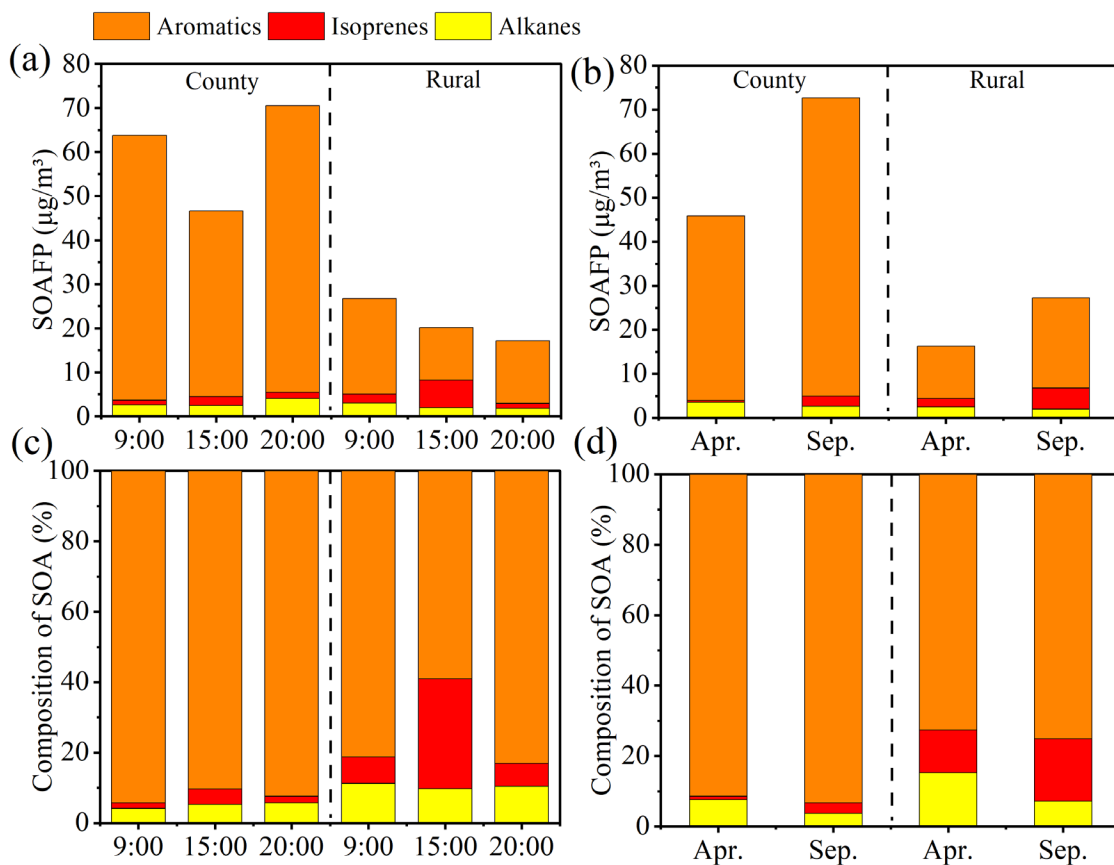 Aromatics Isoprenes Alkanes
(a)
80
70
60
50
40
30
20
10
0
SOAFP (μg/m³)
County Rural
9:00 15:00 20:00 9:00 15:00 20:00
(b)
80
70
60
50
40
30
20
10
0
SOAFP (μg/m³)
County Rural
Apr. Sep. Apr. Sep.
(c)
100
80
60
40
20
0
Composition of SOA (%)
9:00 15:00 20:00 9:00 15:00 20:00
(d)
100
80
60
40
20
0
Composition of SOA (%)
Apr. Sep. Apr. Sep.